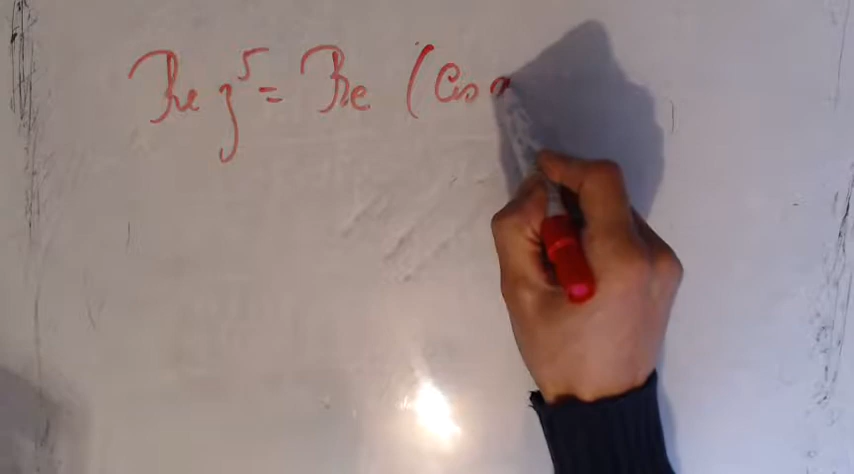 Re z⁵ = Re (Cos